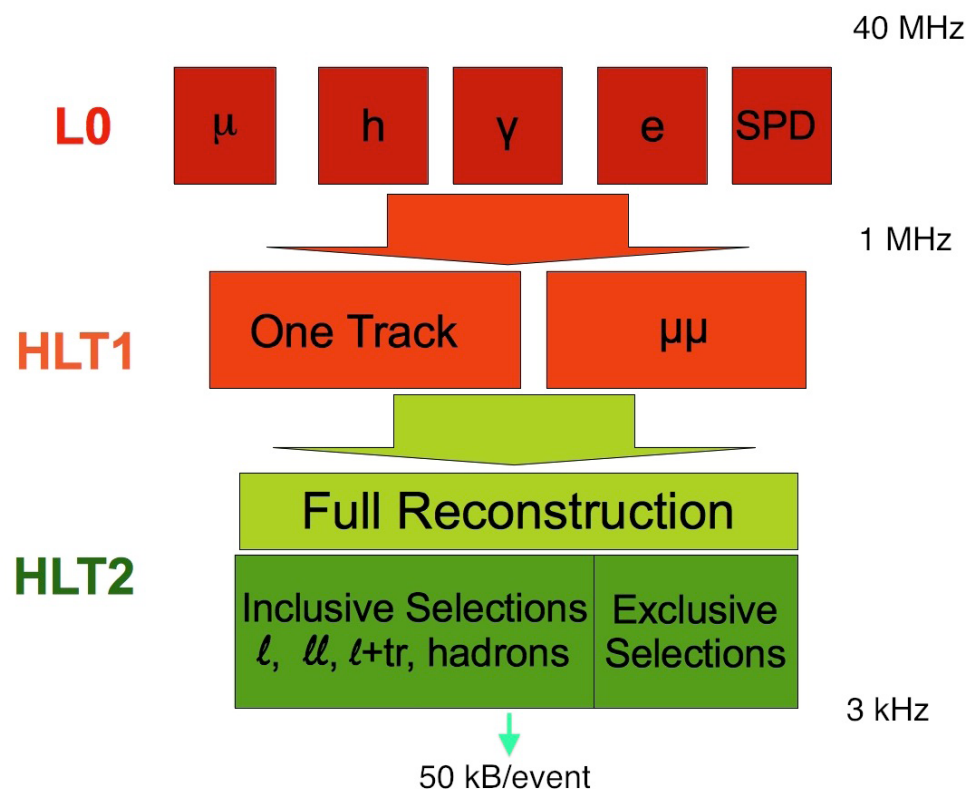 40 MHz
L0
μ
h
γ
e
SPD
1 MHz
HLT1
One Track
μμ
Full Reconstruction
HLT2
Inclusive Selections
ℓ, ℓℓ, ℓ+tr, hadrons
Exclusive
Selections
3 kHz
50 kB/event